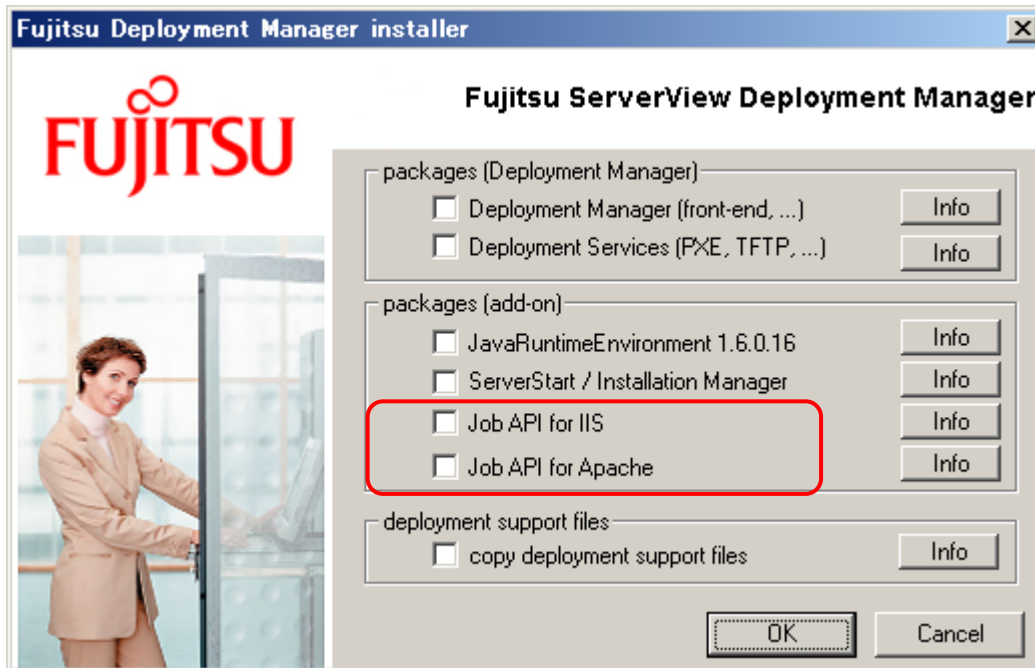 Fujitsu Deployment Manager installer
FUJITSU
Fujitsu ServerView Deployment Manager
packages (Deployment Manager)
Deployment Manager (front-end, ...) Info
Deployment Services (PXE, TFTP, ...) Info
packages (add-on)
JavaRuntimeEnvironment 1.6.0.16 Info
ServerStart / Installation Manager Info
Job API for IIS Info
Job API for Apache Info
deployment support files
copy deployment support files Info
OK Cancel